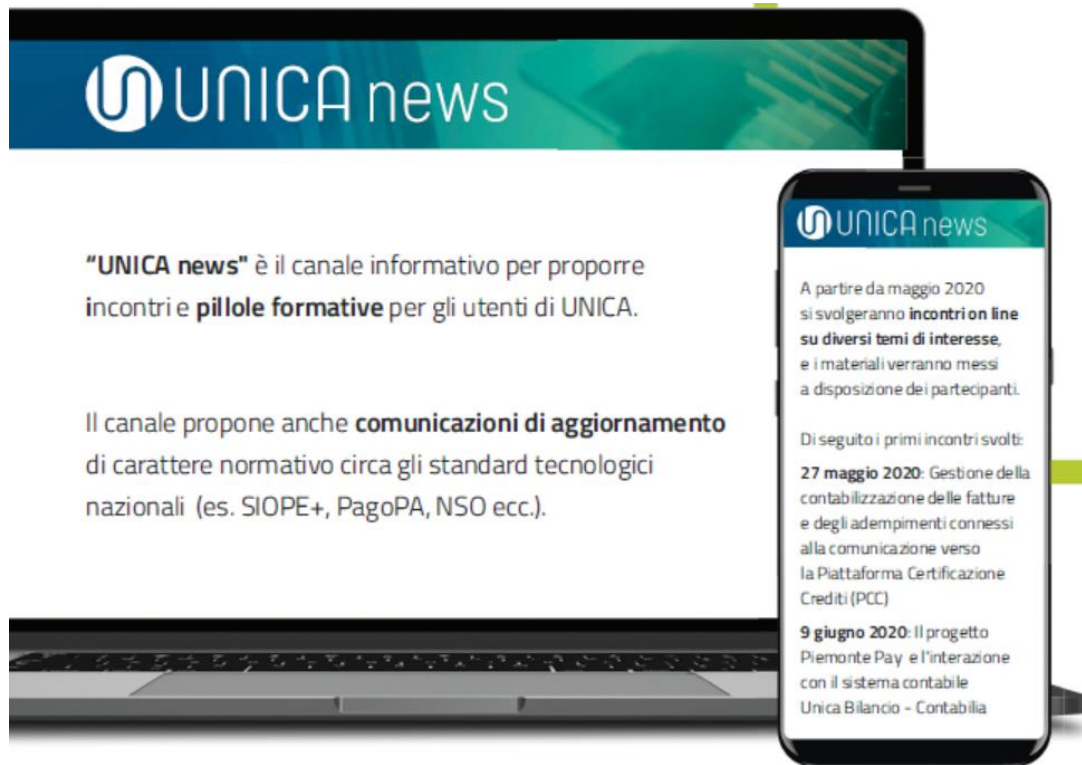 UNICA news
"UNICA news" è il canale informativo per proporre
incontri e pillole formative per gli utenti di UNICA.
Il canale propone anche comunicazioni di aggiornamento
di carattere normativo circa gli standard tecnologici
nazionali (es. SIOPE+, PagoPA, NSO ecc.).
UNICA news
A partire da maggio 2020
si svolgeranno incontri on line
su diversi temi di interesse,
e i materiali verranno messi
a disposizione dei partecipanti.
Di seguito i primi incontri svolti:
27 maggio 2020: Gestione della
contabilizzazione delle fatture
e degli adempimenti connessi
alla comunicazione verso
la Piattaforma Certificazione
Crediti (PCC)
9 giugno 2020: Il progetto
Piemonte Pay e l'interazione
con il sistema contabile
Unica Bilancio - Contabilia